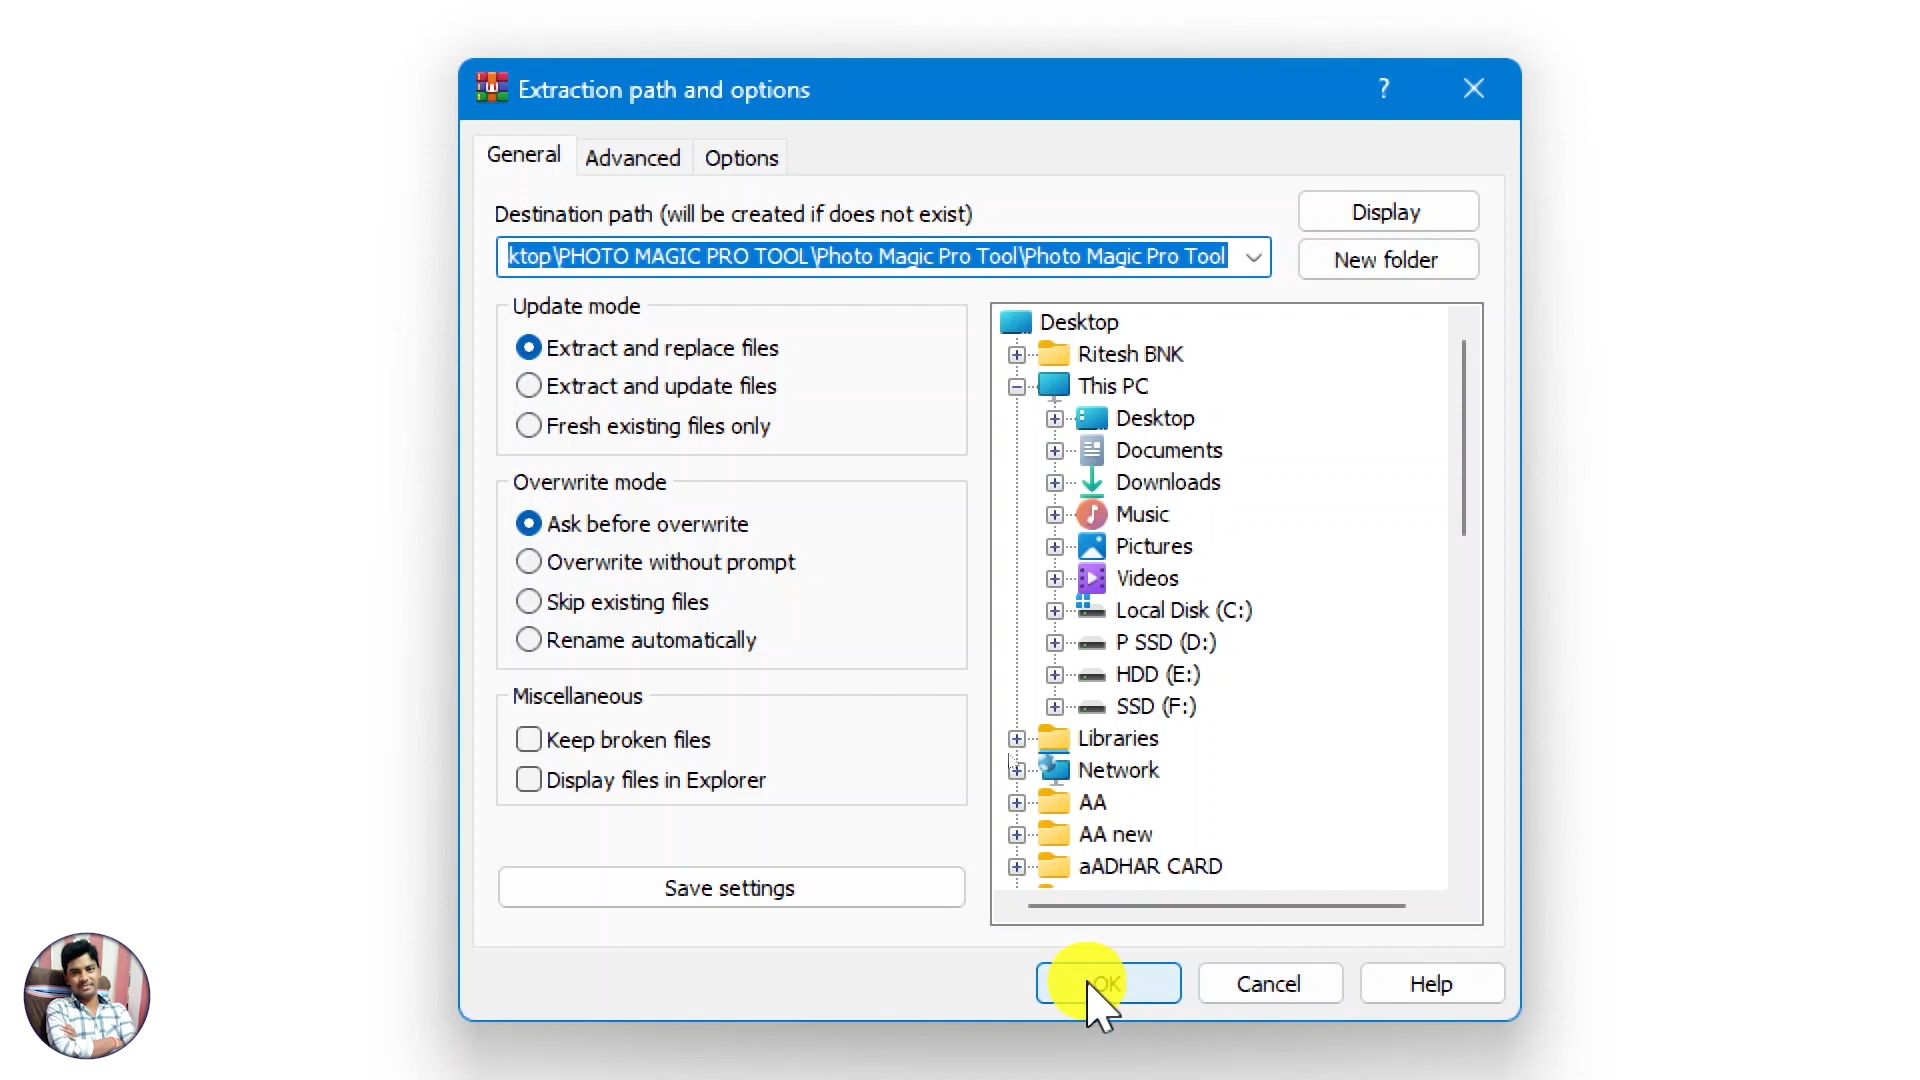 Extraction path and options
?
General
Advanced
Options
Destination path (will be created if does not exist)
Display
ktop\PHOTO MAGIC PRO TOOL\Photo Magic Pro Tool\Photo Magic Pro Tool
New folder
Update mode
Extract and replace files
Extract and update files
Fresh existing files only
Overwrite mode
Ask before overwrite
Overwrite without prompt
Skip existing files
Rename automatically
Miscellaneous
Keep broken files
Display files in Explorer
Save settings
Desktop
Ritesh BNK
This PC
Desktop
Documents
Downloads
Music
Pictures
Videos
Local Disk (C:)
P SSD (D:)
HDD (E:)
SSD (F:)
Libraries
Network
AA
AA new
aADHAR CARD
OK
Cancel
Help